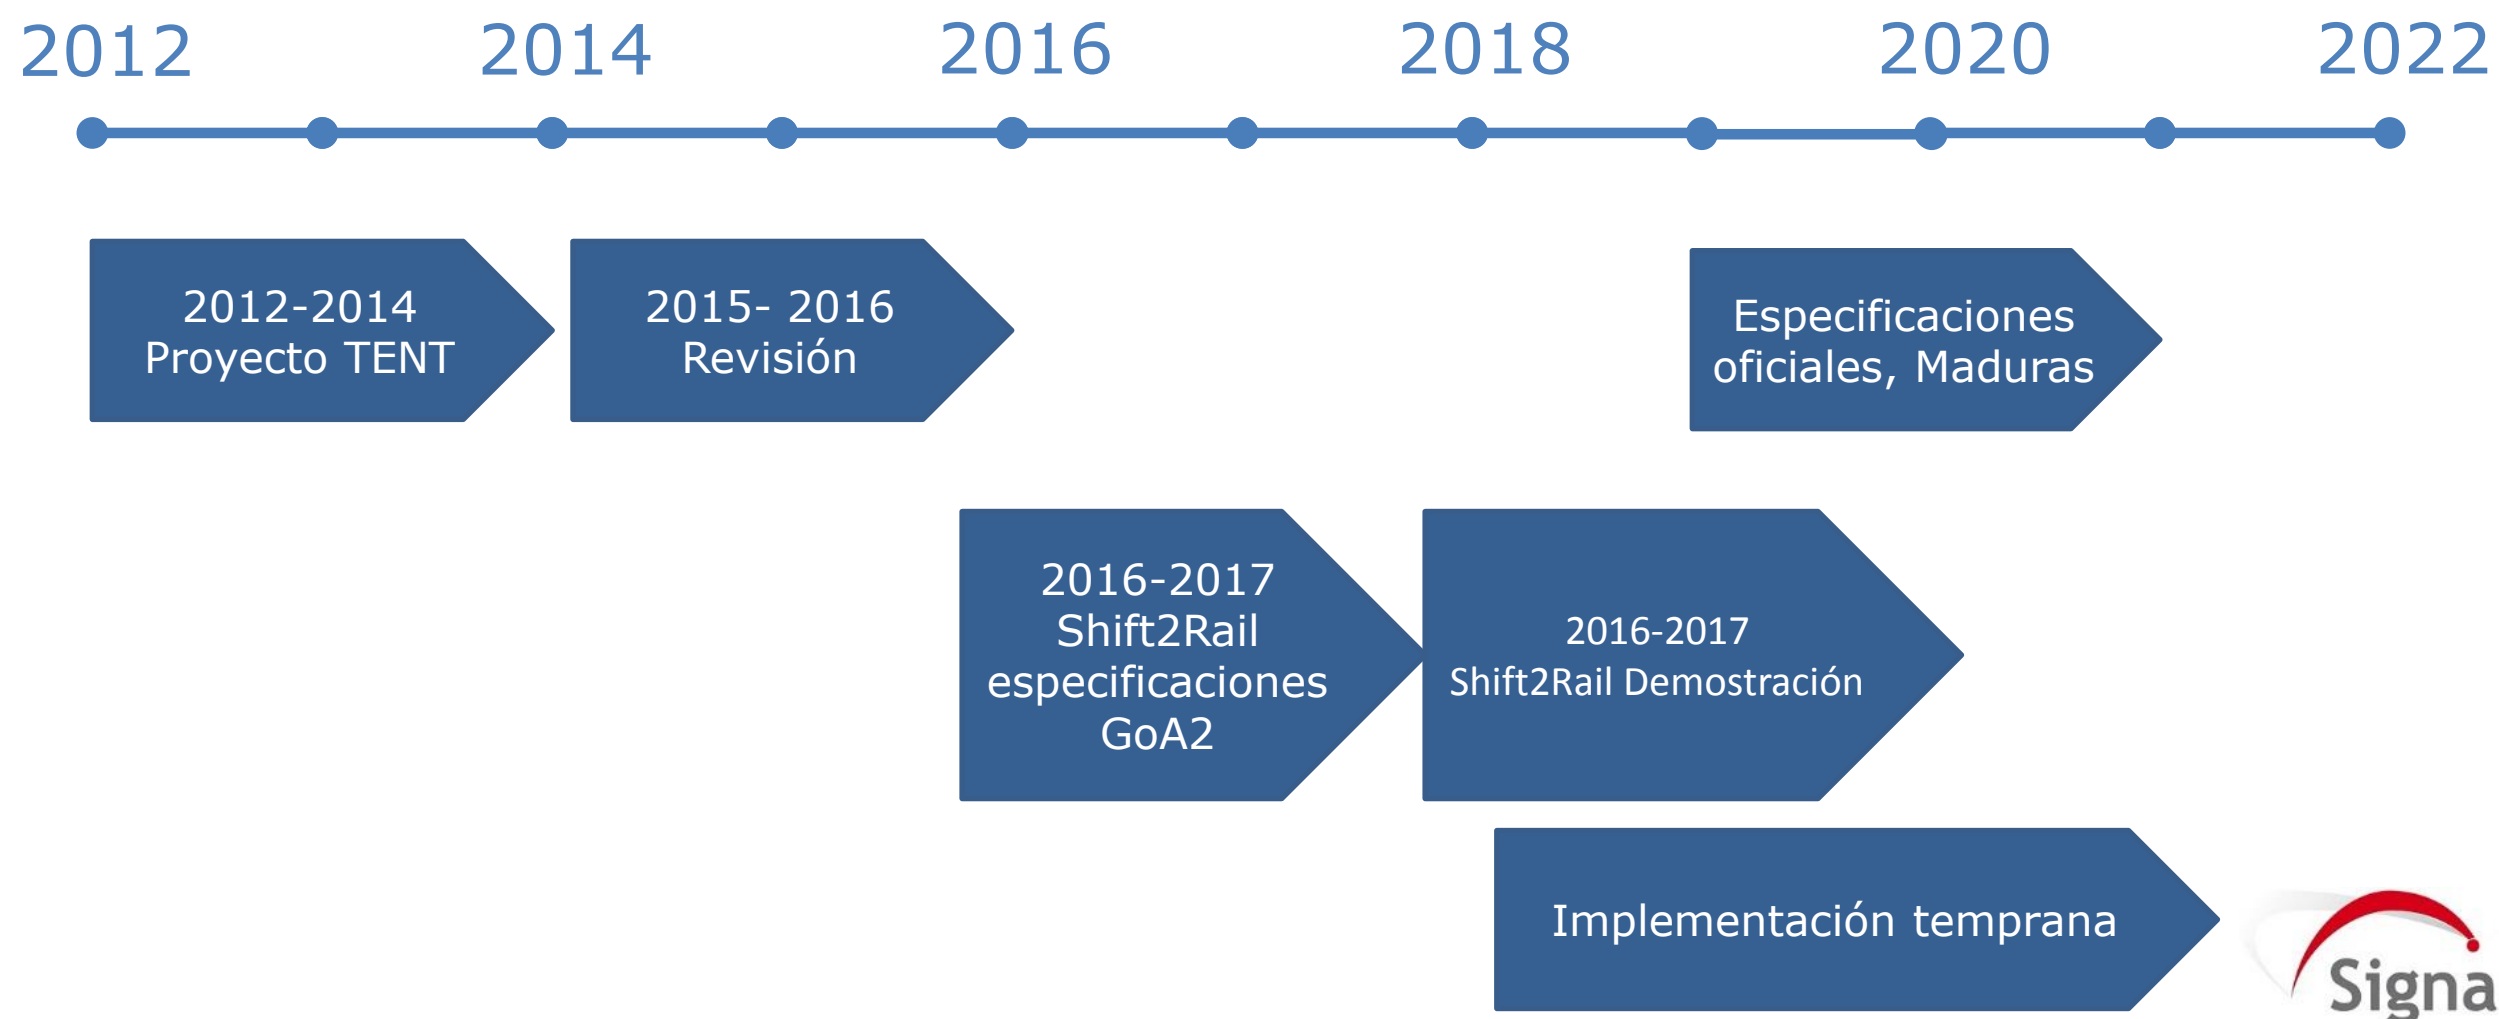 2012 2014 2016 2018 2020 2022
2012-2014
Proyecto TENT
2015- 2016
Revisión
Especificaciones
oficiales, Maduras
2016-2017
Shift2Rail
especificaciones
GoA2
2016-2017
Shift2Rail Demostración
Implementación temprana
Signa